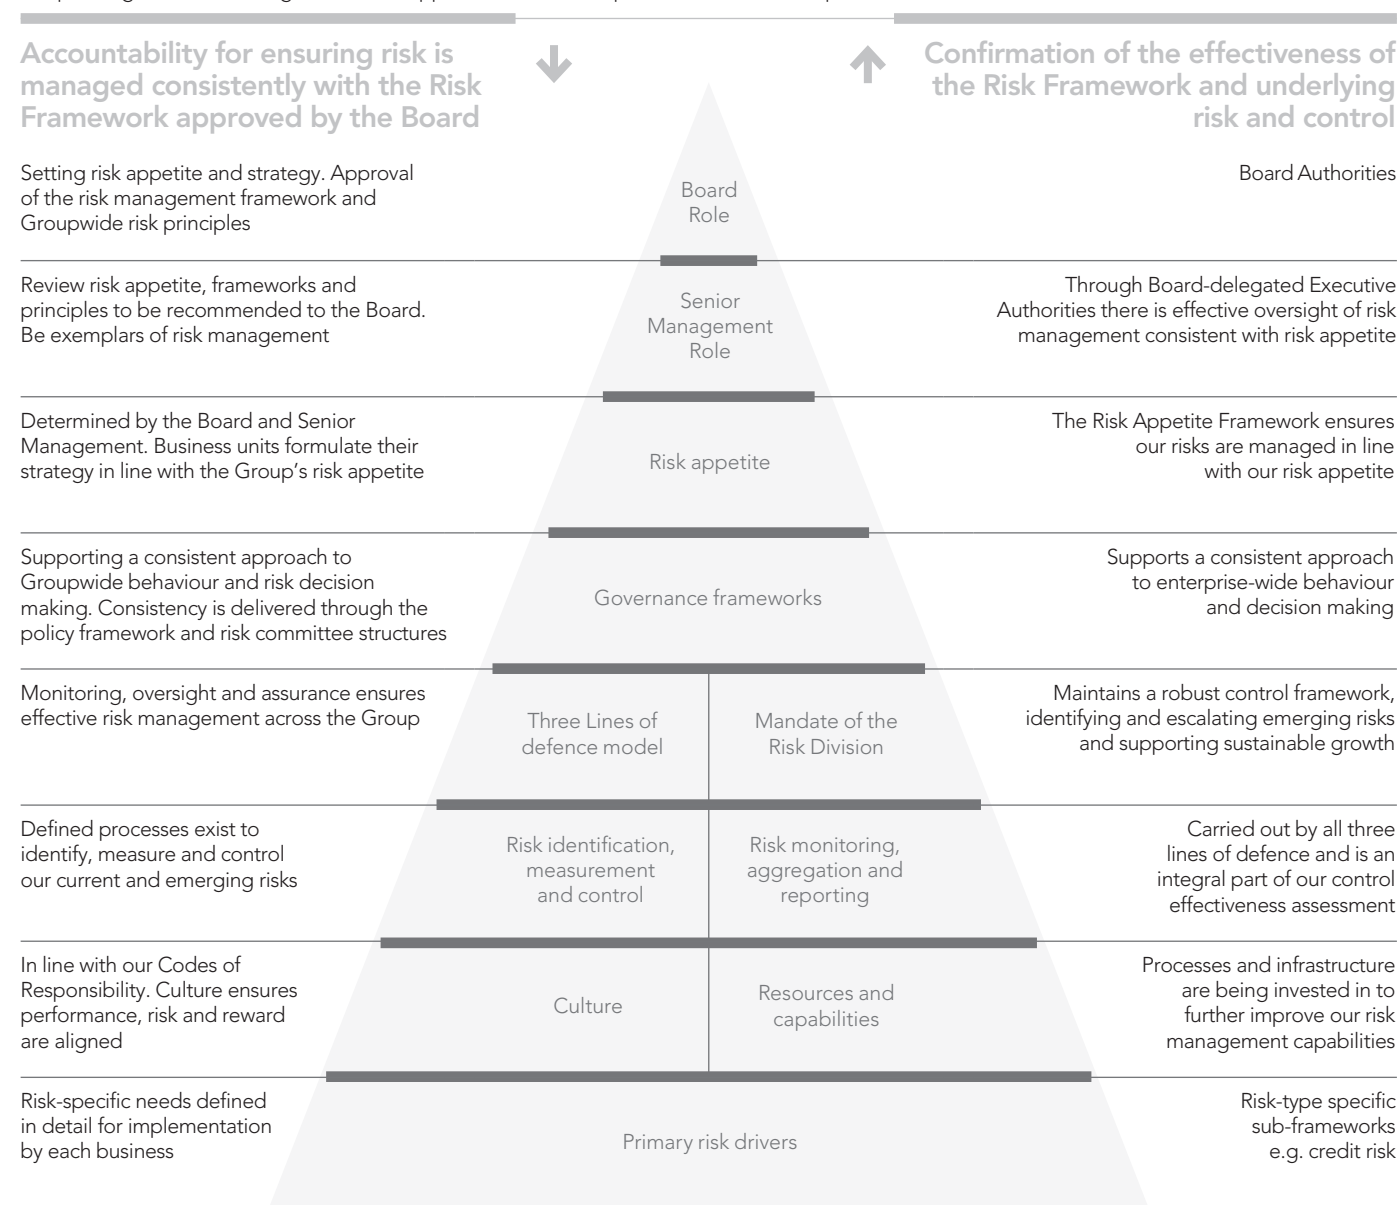 Accountability for ensuring risk is
managed consistently with the Risk
Framework approved by the Board
Confirmation of the effectiveness of
the Risk Framework and underlying
risk and control
Setting risk appetite and strategy. Approval
of the risk management framework and
Groupwide risk principles
Board
Role
Board Authorities
Review risk appetite, frameworks and
principles to be recommended to the Board.
Be exemplars of risk management
Senior
Management
Role
Through Board-delegated Executive
Authorities there is effective oversight of risk
management consistent with risk appetite
Determined by the Board and Senior
Management. Business units formulate their
strategy in line with the Group's risk appetite
Risk appetite
The Risk Appetite Framework ensures
our risks are managed in line
with our risk appetite
Supporting a consistent approach to
Groupwide behaviour and risk decision
making. Consistency is delivered through the
policy framework and risk committee structures
Governance frameworks
Supports a consistent approach
to enterprise-wide behaviour
and decision making
Monitoring, oversight and assurance ensures
effective risk management across the Group
Three Lines of
defence model
Mandate of the
Risk Division
Maintains a robust control framework,
identifying and escalating emerging risks
and supporting sustainable growth
Defined processes exist to
identify, measure and control
our current and emerging risks
Risk identification,
measurement
and control
Risk monitoring,
aggregation and
reporting
Carried out by all three
lines of defence and is an
integral part of our control
effectiveness assessment
In line with our Codes of
Responsibility. Culture ensures
performance, risk and reward
are aligned
Culture
Resources and
capabilities
Processes and infrastructure
are being invested in to
further improve our risk
management capabilities
Risk-specific needs defined
in detail for implementation
by each business
Primary risk drivers
Risk-type specific
sub-frameworks
e.g. credit risk